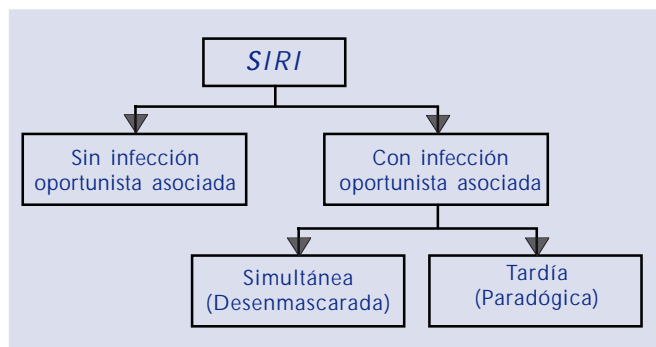 SIRI
Sin infección
oportunista asociada
Con infección
oportunista asociada
Simultánea
(Desenmascarada)
Tardía
(Paradógica)